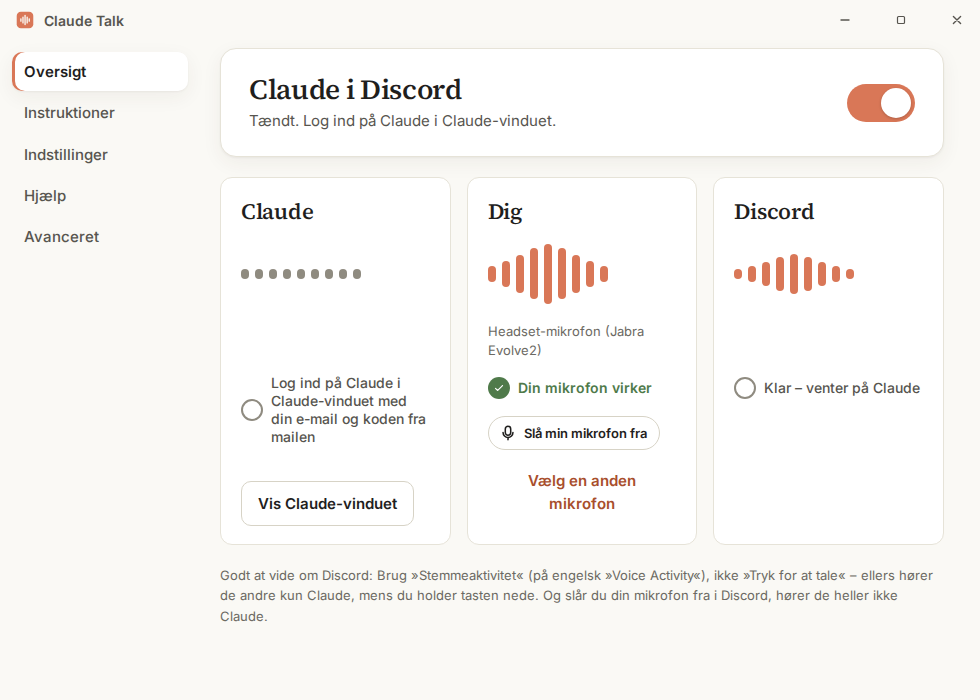 Claude Talk
Oversigt
Instruktioner
Indstillinger
Hjælp
Avanceret
Claude i Discord
Tændt. Log ind på Claude i Claude-vinduet.
Claude
Log ind på Claude i
Claude-vinduet med
din e-mail og koden fra
mailen
Vis Claude-vinduet
Dig
Headset-mikrofon (Jabra
Evolve2)
Din mikrofon virker
Slå min mikrofon fra
Vælg en anden
mikrofon
Discord
Klar – venter på Claude
Godt at vide om Discord: Brug »Stemmeaktivitet« (på engelsk »Voice Activity«), ikke »Tryk for at tale« – ellers hører
de andre kun Claude, mens du holder tasten nede. Og slår du din mikrofon fra i Discord, hører de heller ikke
Claude.